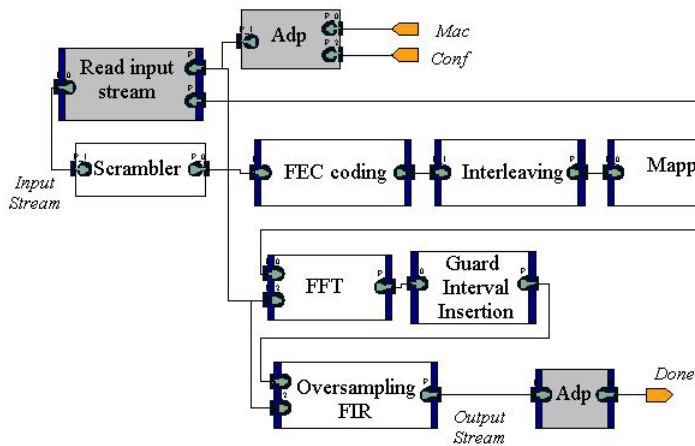 Adp
Mac
Conf
Read input
stream
Scrambler
FEC coding
Interleaving
Mapp
Input
Stream
FFT
Guard
Interval
Insertion
Oversampling
FIR
Output
Stream
Adp
Done